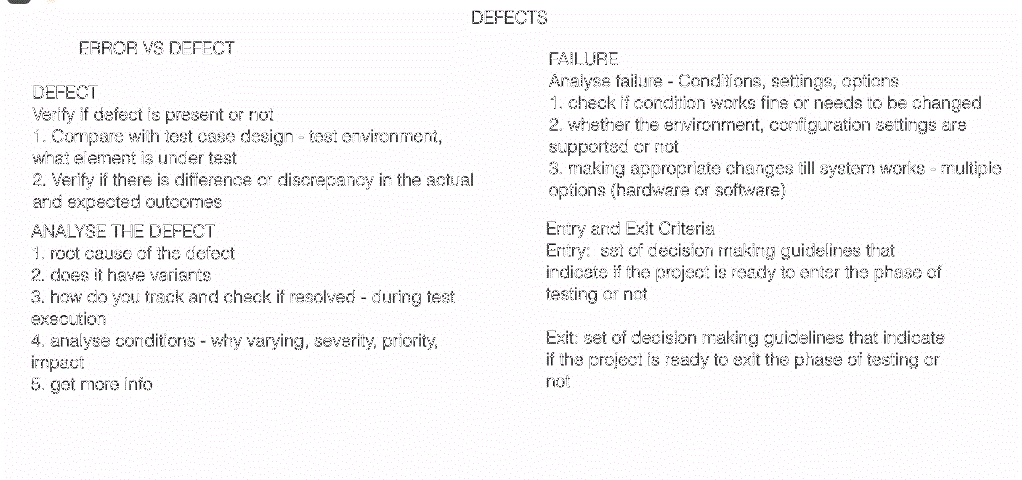 DEFECTS
ERROR VS DEFECT
DEFECT
Verify if defect is present or not
1. Compare with test case design - test environment,
what element is under test
2. Verify if there is difference or discrepancy in the actual
and expected outcomes
ANALYSE THE DEFECT
1. root cause of the defect
2. does it have variants
3. how do you track and check if resolved - during test
execution
4. analyse conditions - why varying, severity, priority,
impact
5. get more info
FAILURE
Analyse failure - Conditions, settings, options
1. check if condition works fine or needs to be changed
2. whether the environment, configuration settings are
supported or not
3. making appropriate changes till system works - multiple
options (hardware or software)
Entry and Exit Criteria
Entry: set of decision making guidelines that
indicate if the project is ready to enter the phase of
testing or not
Exit: set of decision making guidelines that indicate
if the project is ready to exit the phase of testing or
not